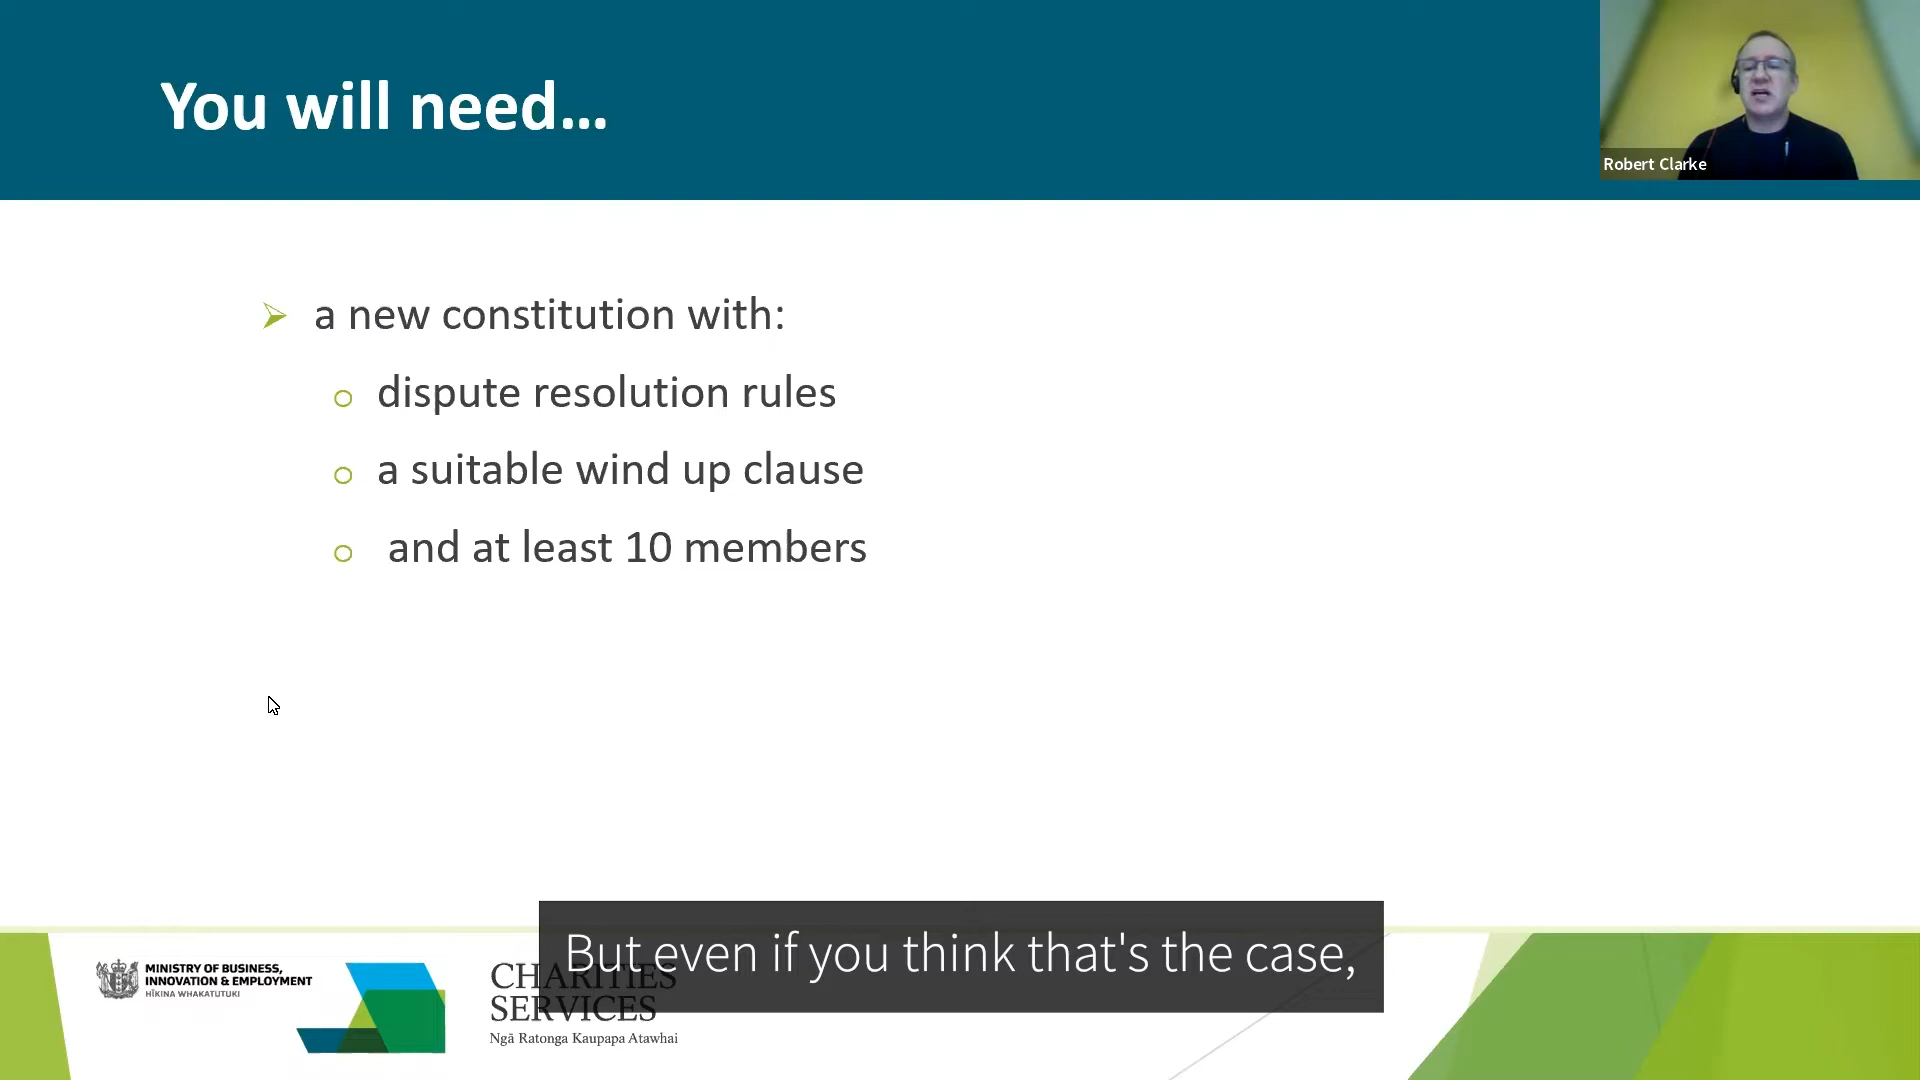 You will need...
Robert Clarke
a new constitution with:
dispute resolution rules
a suitable wind up clause
and at least 10 members
But even if you think that's the case,
MINISTRY OF BUSINESS,
INNOVATION & EMPLOYMENT
HĪKINA WHAKATUTUKI
CHARITIES
SERVICES
Ngā Ratonga Kaupapa Atawhai